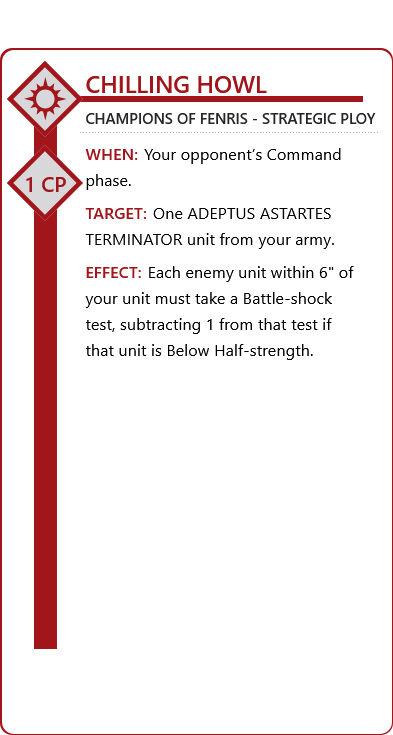 CHILLING HOWL
CHAMPIONS OF FENRIS - STRATEGIC PLOY
1 CP
WHEN: Your opponent’s Command
phase.
TARGET: One ADEPTUS ASTARTES
TERMINATOR unit from your army.
EFFECT: Each enemy unit within 6" of
your unit must take a Battle-shock
test, subtracting 1 from that test if
that unit is Below Half-strength.